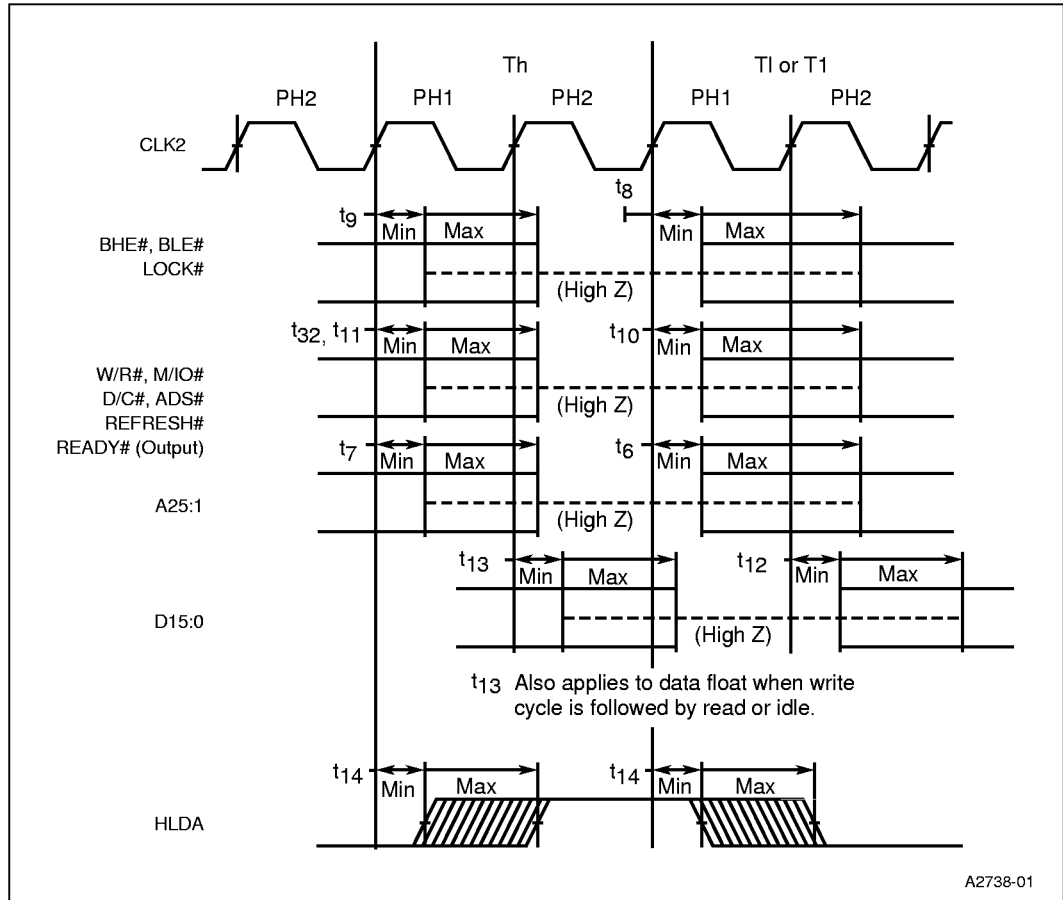 Th
TI or T1
PH2
PH1
PH2
PH1
PH2
CLK2
t9
Min
Max
t8
Min
Max
BHE#, BLE#
LOCK#
(High Z)
t32, t11
Min
Max
t10
Min
Max
W/R#, M/IO#
D/C#, ADS#
REFRESH#
READY# (Output)
(High Z)
t7
Min
Max
t6
Min
Max
A25:1
(High Z)
t13
Min
Max
t12
Min
Max
D15:0
(High Z)
t13 Also applies to data float when write
cycle is followed by read or idle.
t14
Min
Max
t14
Min
Max
HLDA
A2738-01